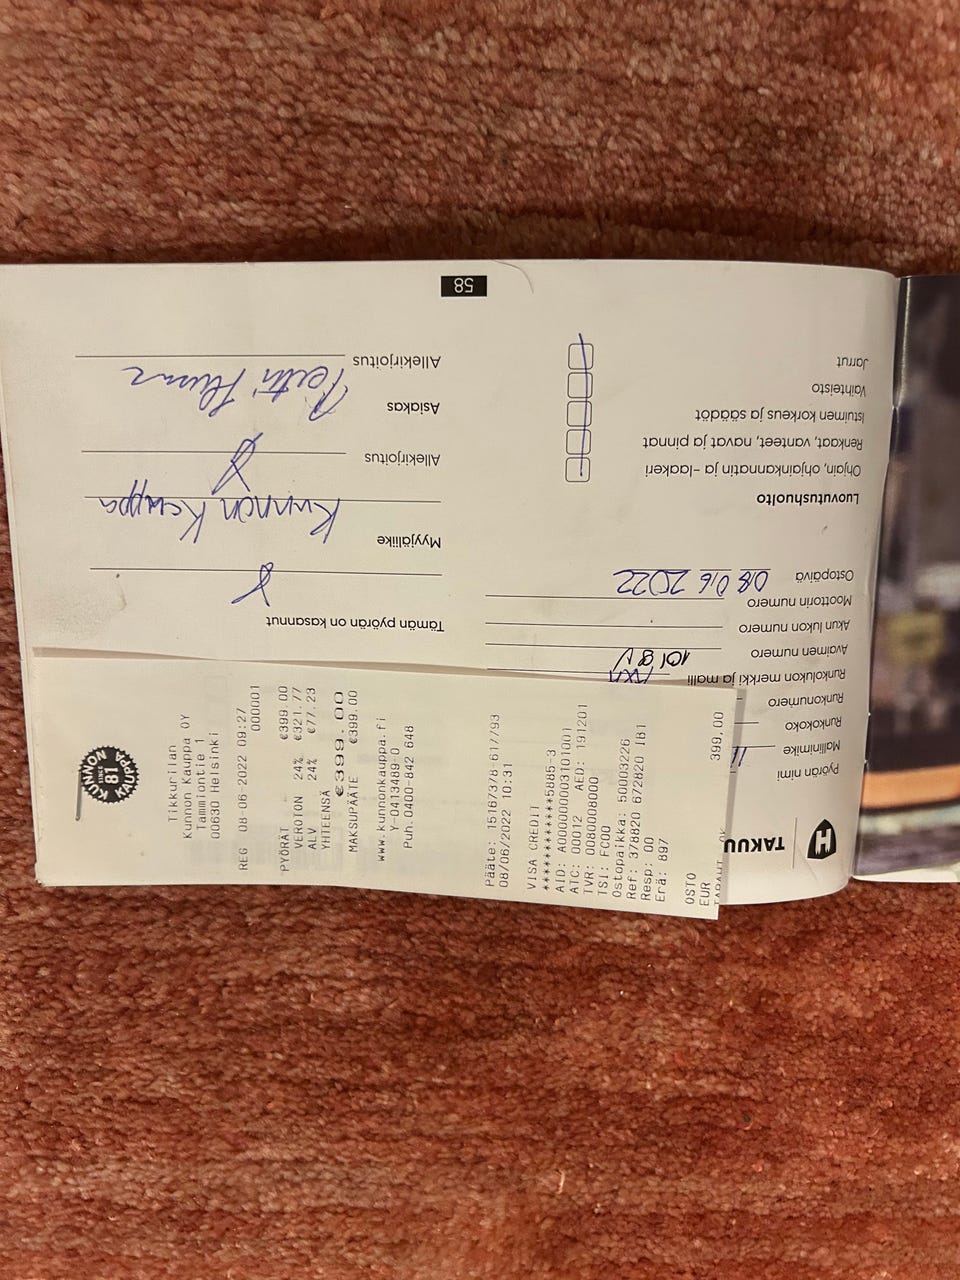 TAKUU
Pyörän nimi
Mallinimike
Runkokoko
Runkonumero
Runkolukon merkki ja malli
Avaimen numero
Akun lukon numero
Moottorin numero
Ostopäivä 08 06 2022
Luovutushuolto
Ohjain, ohjainkannatin ja -laakeri
Renkaat, vanteet, navat ja pinnat
Istuimen korkeus ja säädöt
Vaihteisto
Jarrut
Tämän pyörän on kasannut
Myyjäliike
Kunnon Kauppa
Allekirjoitus
Asiakas
Allekirjoitus
58
KUNNON
SINCE
18
KAUPPA
Tikkurilan
Kunnon Kauppa OY
Tammiontie 1
00630 Helsinki
REG 08-06-2022 09:27
000001
PYÖRÄT €399.00
VEROTON 24% €321.77
ALV 24% €77.23
YHTEENSÄ
€399.00
MAKSUPÄÄTE €399.00
www.kunnonkauppa.fi
Y-0413489-0
Puh.0400-842 648
Pääte: 15167378-617793
08/06/2022 10:31
VISA CREDIT
************5885-3
AID: A0000000031010001
ATC: 00012 AED: 191201
TVR: 0080008000
TSI: FC00
Ostopaikka: 50003226
Ref: 378820 672820 IB1
Resp: 00
Erä: 897
OSTO
EUR 399,00